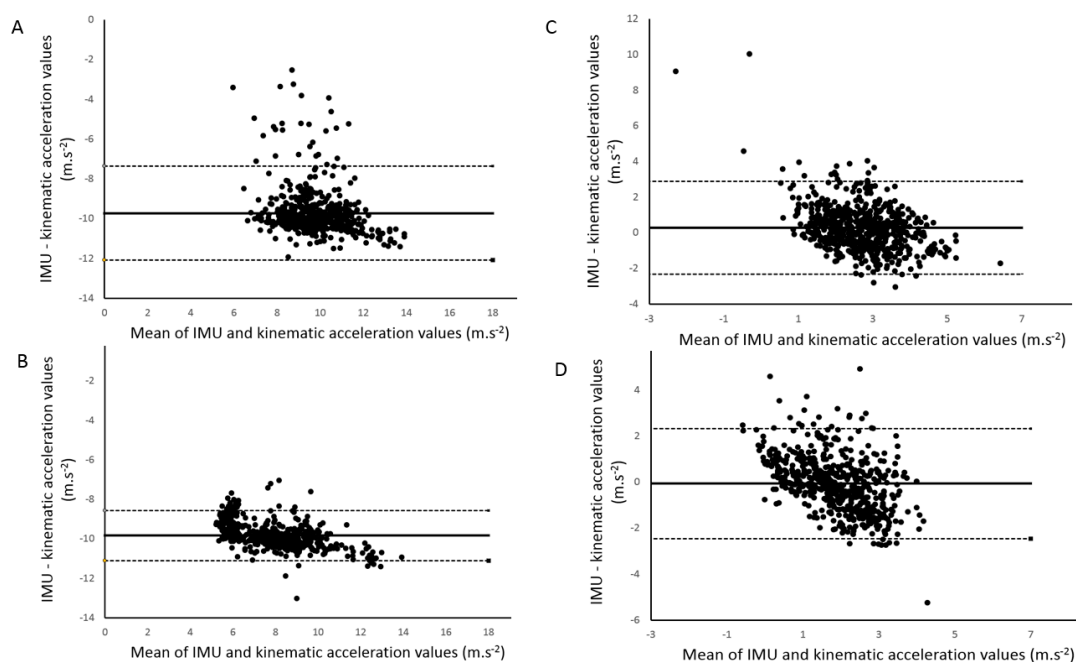 A
0
-2
-4
-6
-8
-10
-12
-14
IMU - kinematic acceleration values
(m.s-2)
0 2 4 6 8 10 12 14 16 18
Mean of IMU and kinematic acceleration values (m.s-2)
B
-2
-4
-6
-8
-10
-12
-14
IMU - kinematic acceleration values
(m.s-2)
0 2 4 6 8 10 12 14 16 18
Mean of IMU and kinematic acceleration values (m.s-2)
C
12
10
8
6
4
2
0
-2
-4
IMU - kinematic acceleration values
(m.s-2)
-3 -1 1 3 5 7
Mean of IMU and kinematic acceleration values (m.s-2)
D
4
2
0
-2
-4
-6
IMU - kinematic acceleration values
(m.s-2)
-3 -1 1 3 5 7
Mean of IMU and kinematic acceleration values (m.s-2)